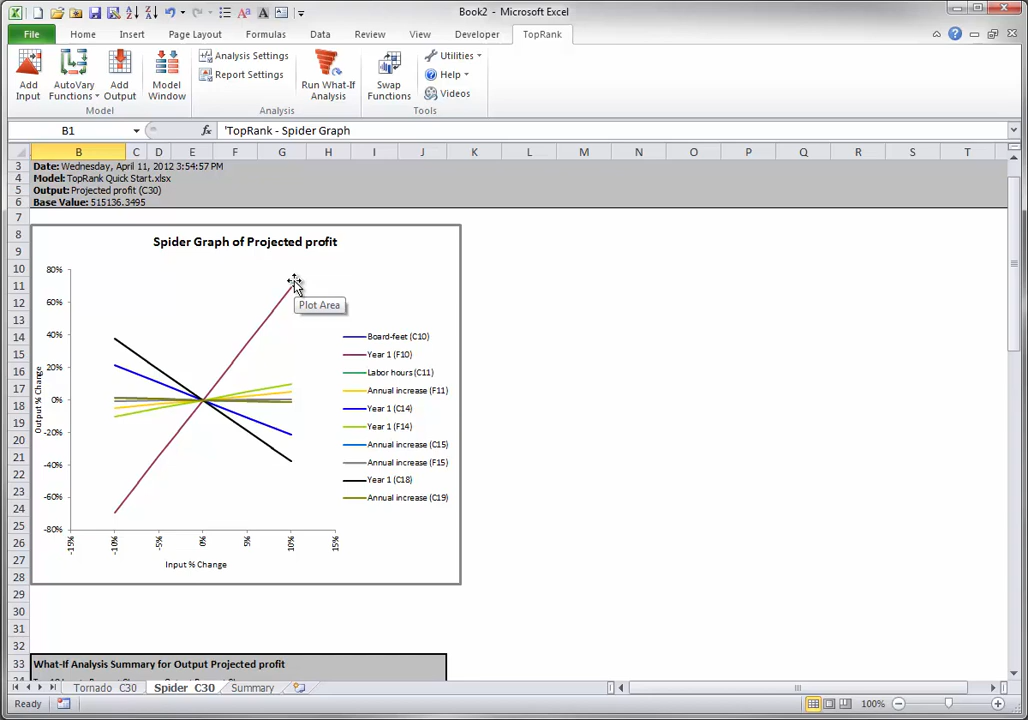 Book2 - Microsoft Excel
File Home Insert Page Layout Formulas Data Review View Developer TopRank
Add Input
AutoVary Functions
Add Output
Model Window
Analysis Settings
Report Settings
Run What-If Analysis
Swap Functions
Utilities
Help
Videos
Model Analysis Tools
B1 fx 'TopRank - Spider Graph
B C D E F G H I J K L M N O P Q R S T
3 Date: Wednesday, April 11, 2012 3:54:57 PM
4 Model: TopRank Quick Start.xlsx
5 Output: Projected profit (C30)
6 Base Value: 515136.3495
7
8
9
10
11
12
13
14
15
16
17
18
19
20
21
22
23
24
25
26
27
28
29
30
31
32
33
Spider Graph of Projected profit
80%
60%
40%
20%
0%
-20%
-40%
-60%
-80%
Output % Change
-15% -10% -5% 0% 5% 10% 15%
Input % Change
Plot Area
Board-feet (C10)
Year 1 (F10)
Labor hours (C11)
Annual increase (F11)
Year 1 (C14)
Year 1 (F14)
Annual increase (C15)
Annual increase (F15)
Year 1 (C18)
Annual increase (C19)
What-If Analysis Summary for Output Projected profit
Tornado C30 Spider C30 Summary
Ready 100%